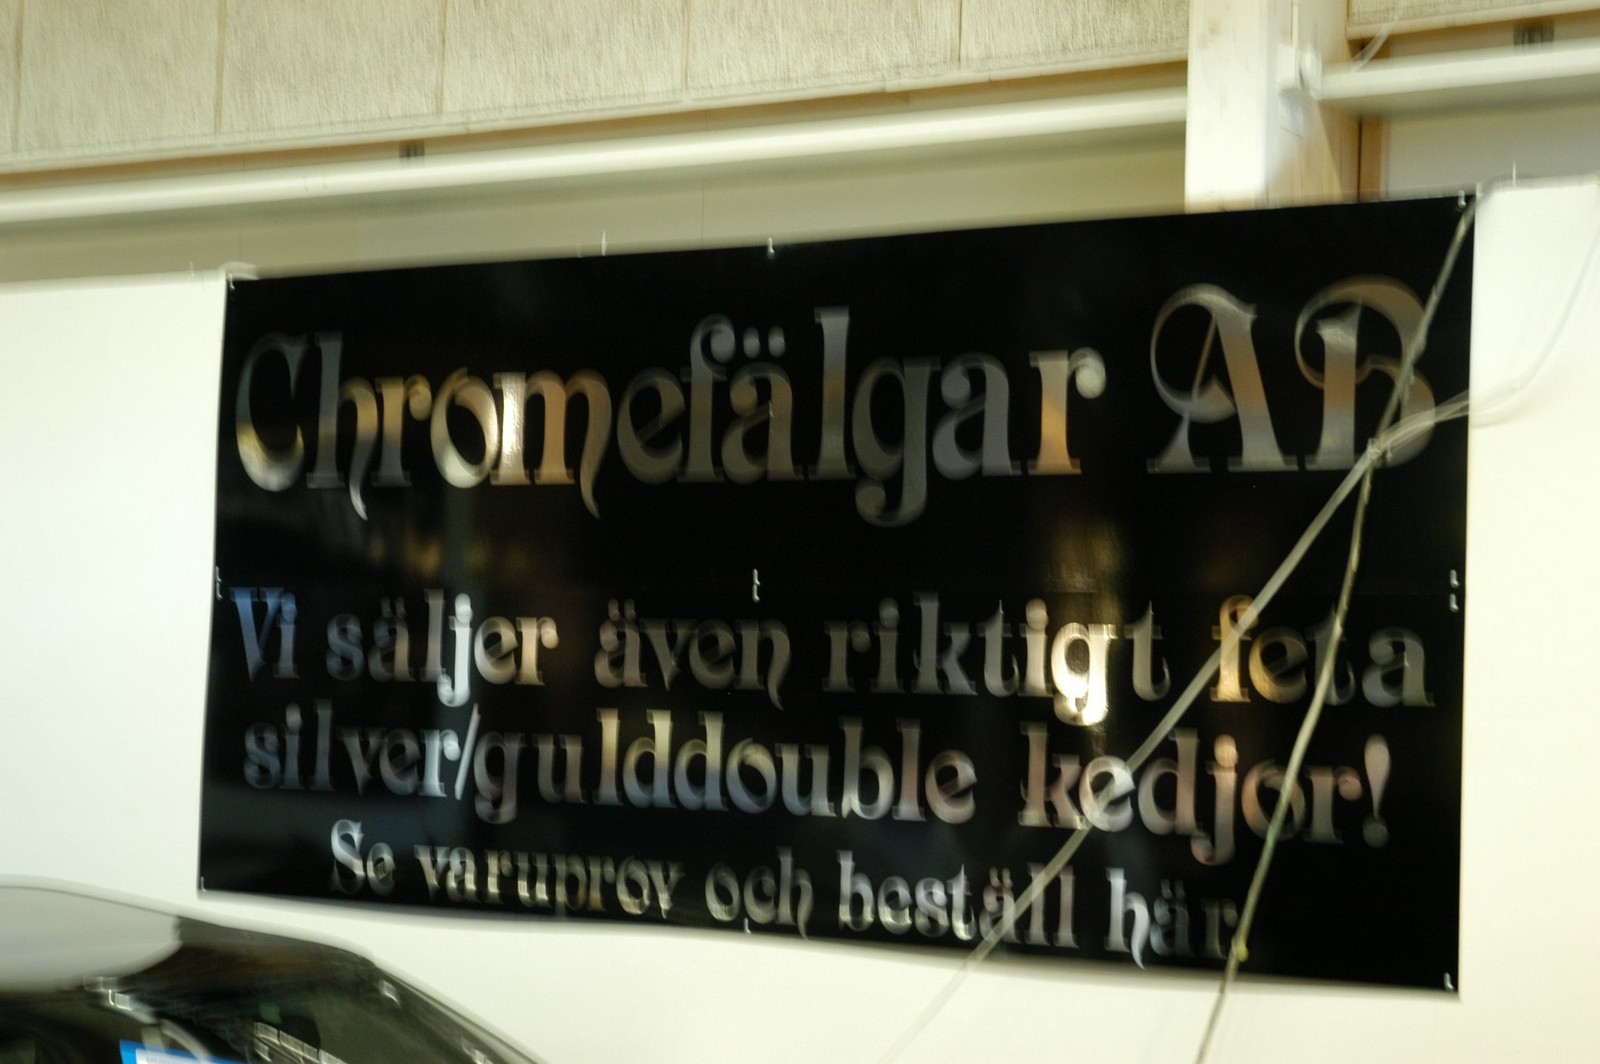 Chromefälgar AB
Vi säljer även riktigt feta
silver/gulddouble kedjor!
Se varuprov och beställ här